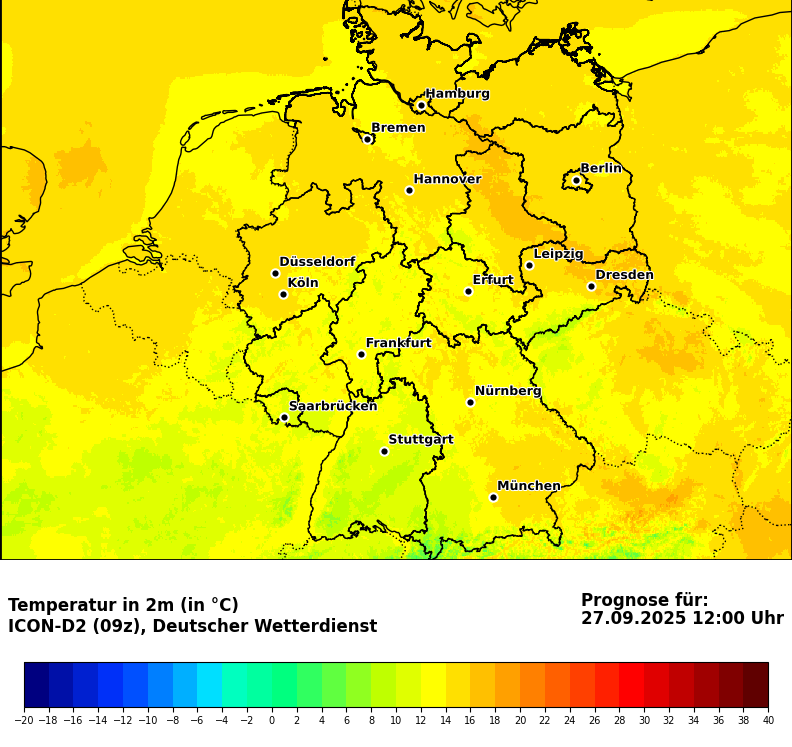 Hamburg
Bremen
Berlin
Hannover
Leipzig
Düsseldorf
Dresden
Köln
Erfurt
Frankfurt
Nürnberg
Saarbrücken
Stuttgart
München
Temperatur in 2m (in °C)
ICON-D2 (09z), Deutscher Wetterdienst
Prognose für:
27.09.2025 12:00 Uhr
−20 −18 −16 −14 −12 −10 −8 −6 −4 −2 0 2 4 6 8 10 12 14 16 18 20 22 24 26 28 30 32 34 36 38 40